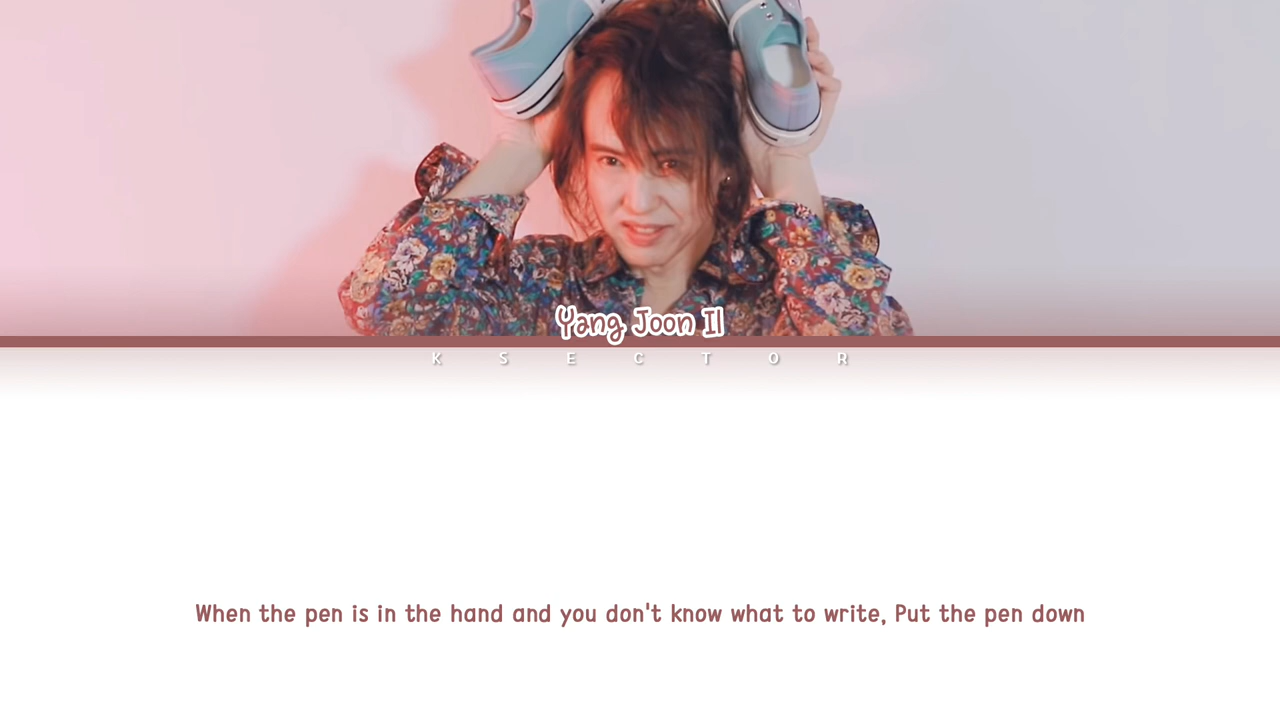 Yang Joon Il
K S E C T O R
When the pen is in the hand and you don't know what to write, Put the pen down